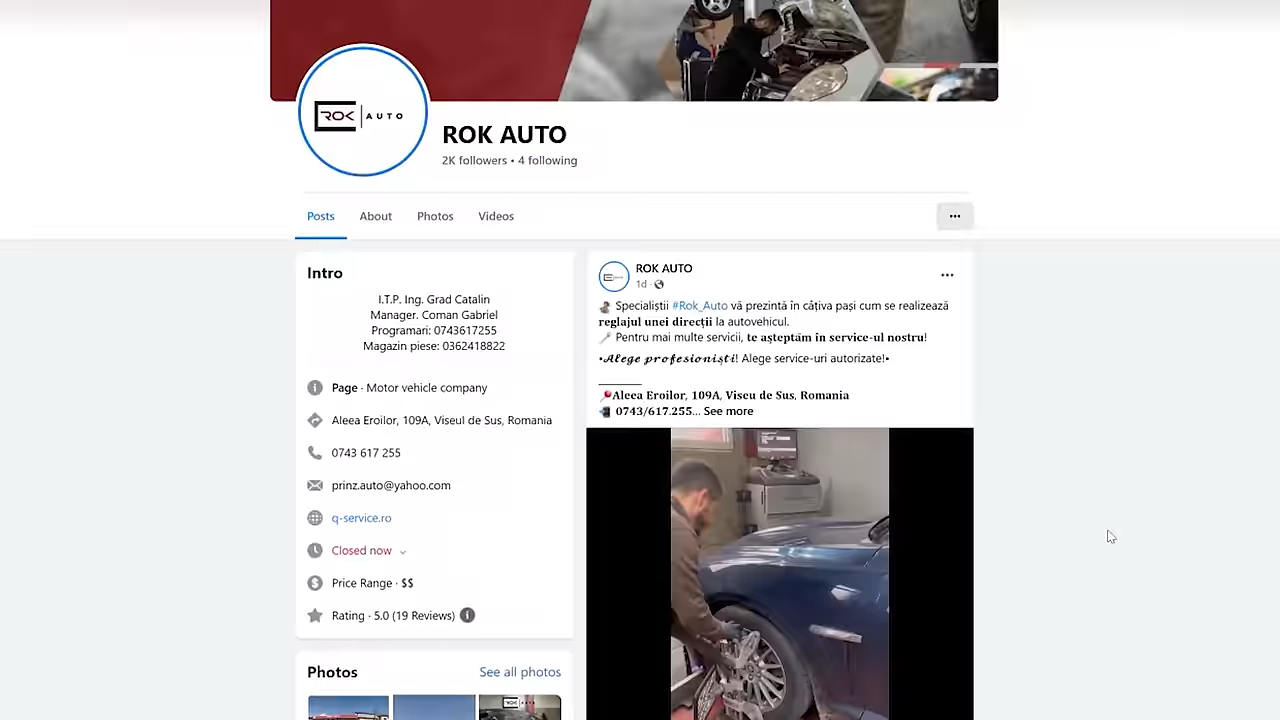 ROK | AUTO
ROK AUTO
2K followers • 4 following
Posts
About
Photos
Videos
Intro
I.T.P. Ing. Grad Catalin
Manager. Coman Gabriel
Programari: 0743617255
Magazin piese: 0362418822
Page · Motor vehicle company
Aleea Eroilor, 109A, Viseul de Sus, Romania
0743 617 255
prinz.auto@yahoo.com
q-service.ro
Closed now
Price Range · $$
Rating · 5.0 (19 Reviews)
Photos
See all photos
ROK AUTO
1d ·
Specialiștii #Rok_Auto vă prezintă în câțiva pași cum se realizează
reglajul unei direcții la autovehicul.
Pentru mai multe servicii, te așteptăm în service-ul nostru!
•𝓐𝓵𝓮𝓰𝓮 𝓹𝓻𝓸𝓯𝓮𝓼𝓲𝓸𝓷𝓲ș𝓽𝓲! Alege service-uri autorizate!•
Aleea Eroilor, 109A, Viseu de Sus, Romania
0743/617.255... See more
ROK | AUTO